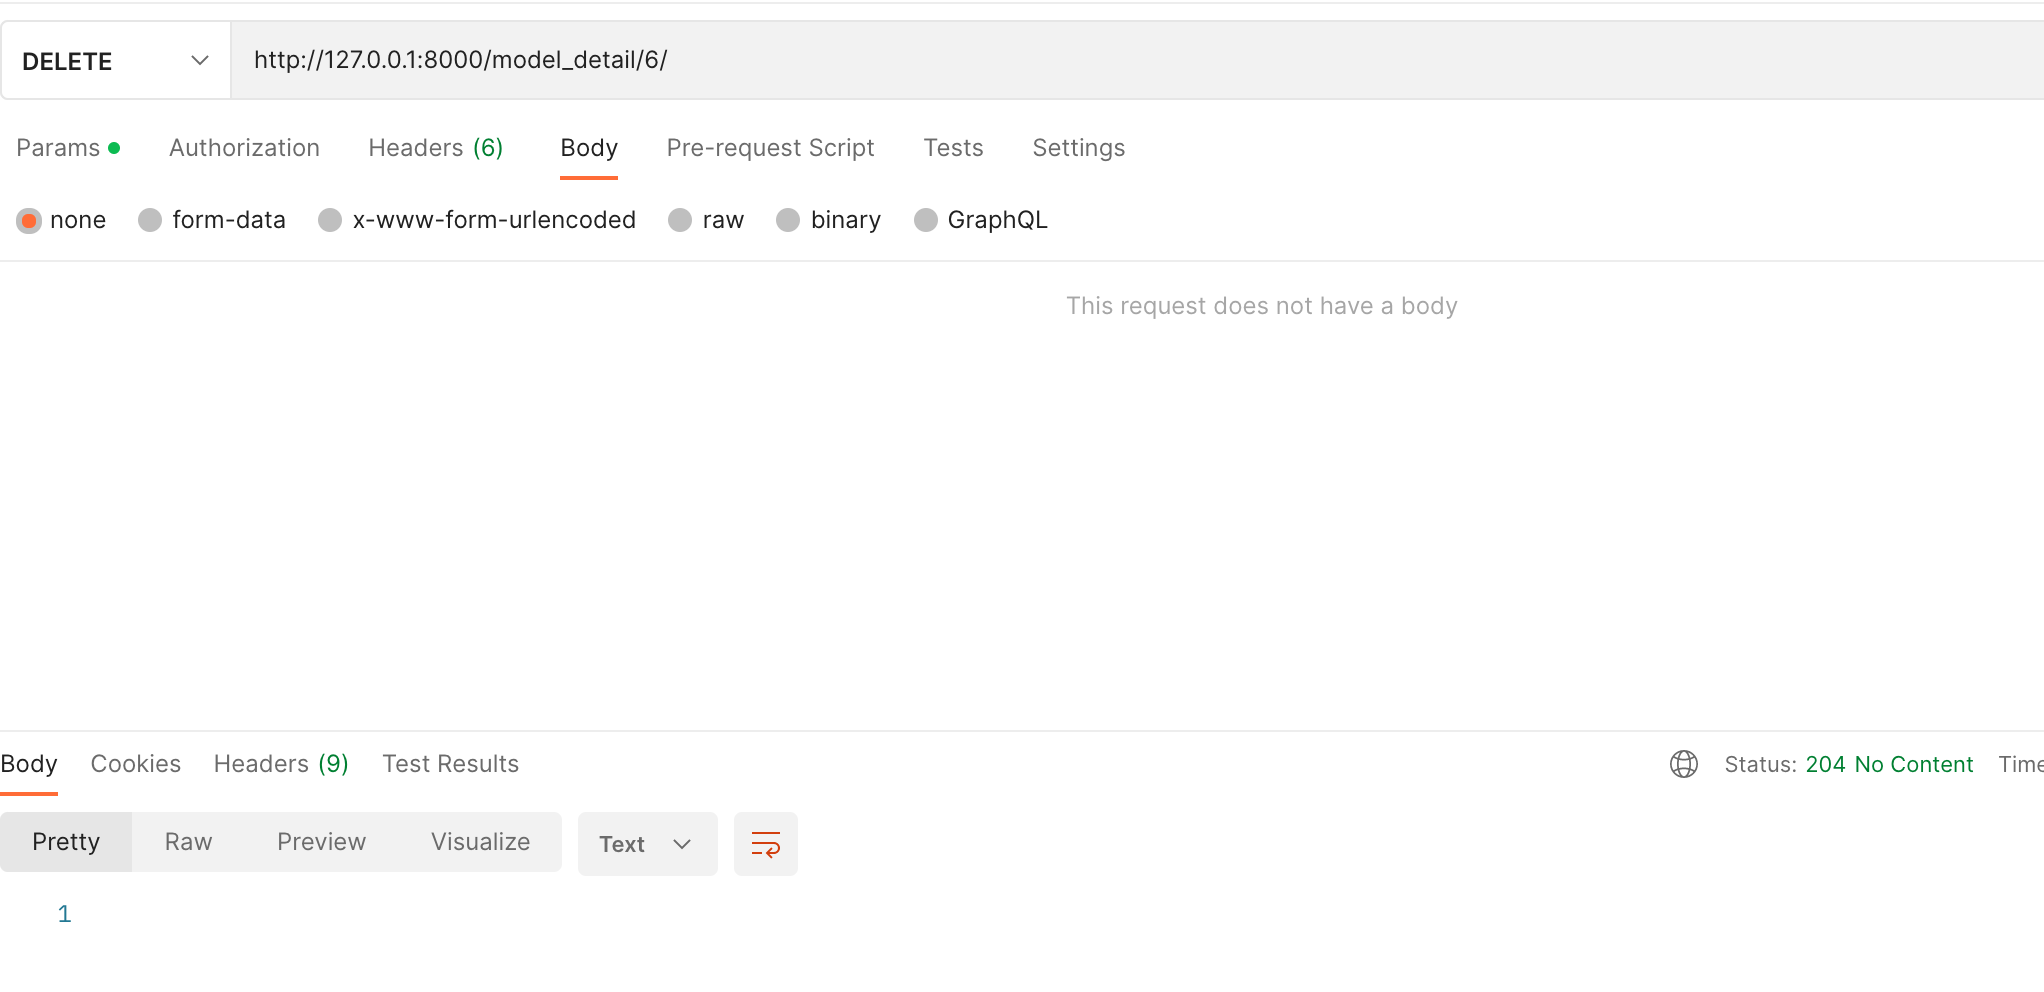 DELETE http://127.0.0.1:8000/model_detail/6/
Params Authorization Headers (6) Body Pre-request Script Tests Settings
none form-data x-www-form-urlencoded raw binary GraphQL
This request does not have a body
Body Cookies Headers (9) Test Results Status: 204 No Content Time
Pretty Raw Preview Visualize Text
1